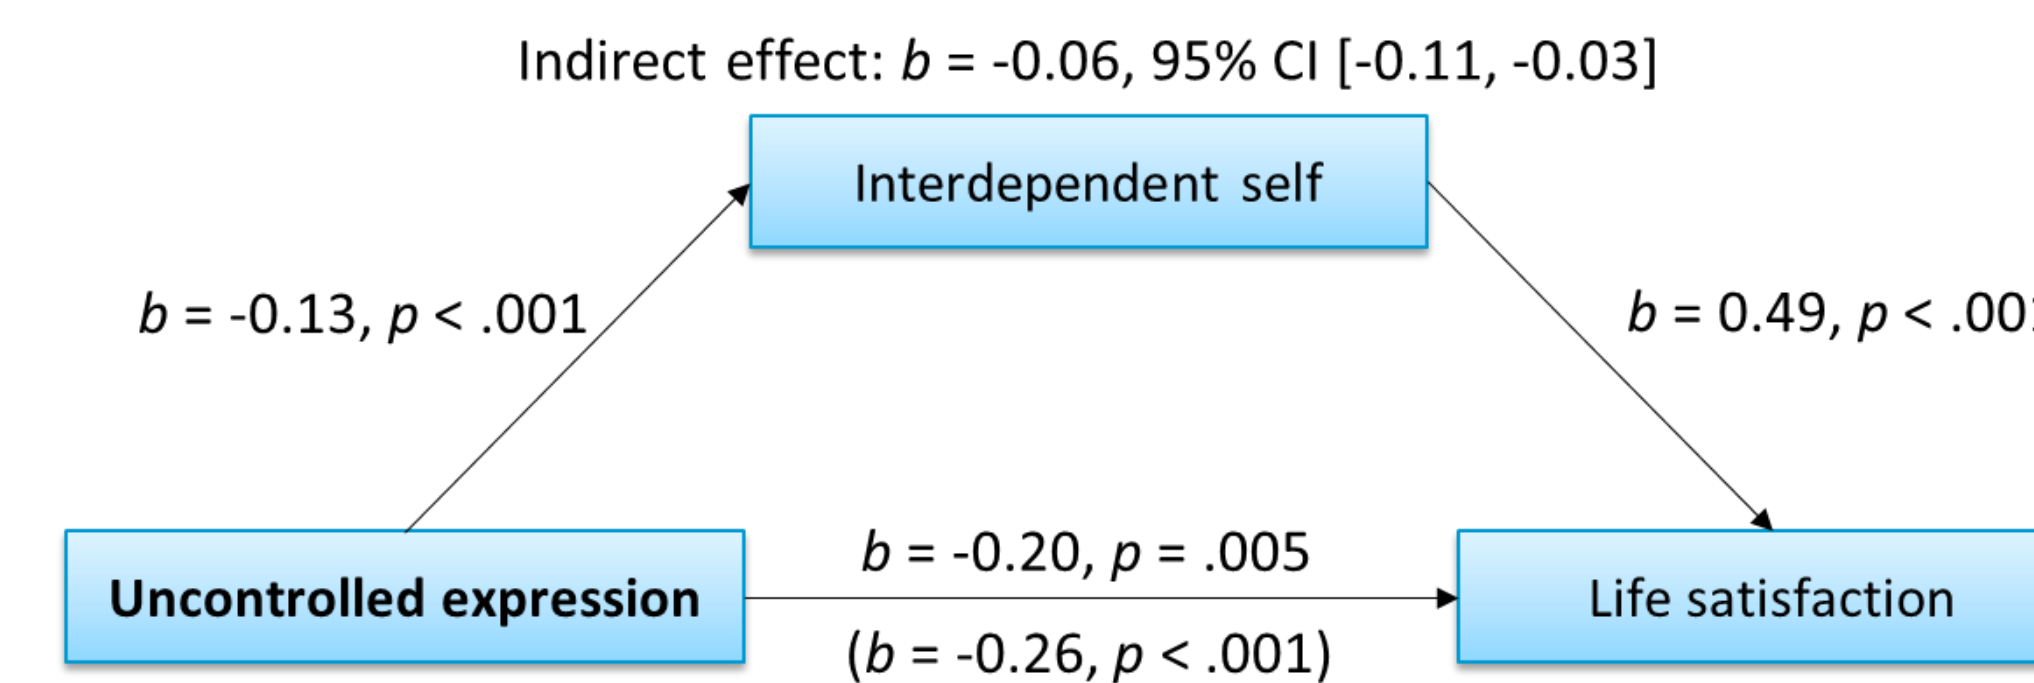 Indirect effect: b = -0.06, 95% CI [-0.11, -0.03]
Interdependent self
b = -0.13, p < .001
b = 0.49, p < .00
b = -0.20, p = .005
Uncontrolled expression
Life satisfaction
(b = -0.26, p < .001)